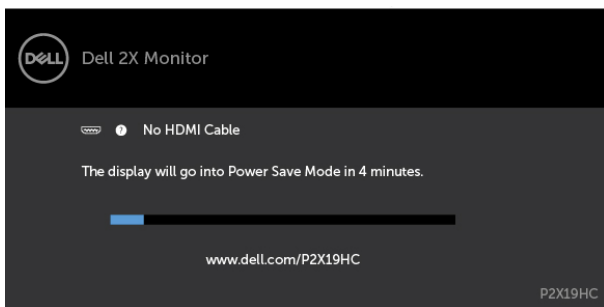 DELL
Dell 2X Monitor
? No HDMI Cable
The display will go into Power Save Mode in 4 minutes.
www.dell.com/P2X19HC
P2X19HC